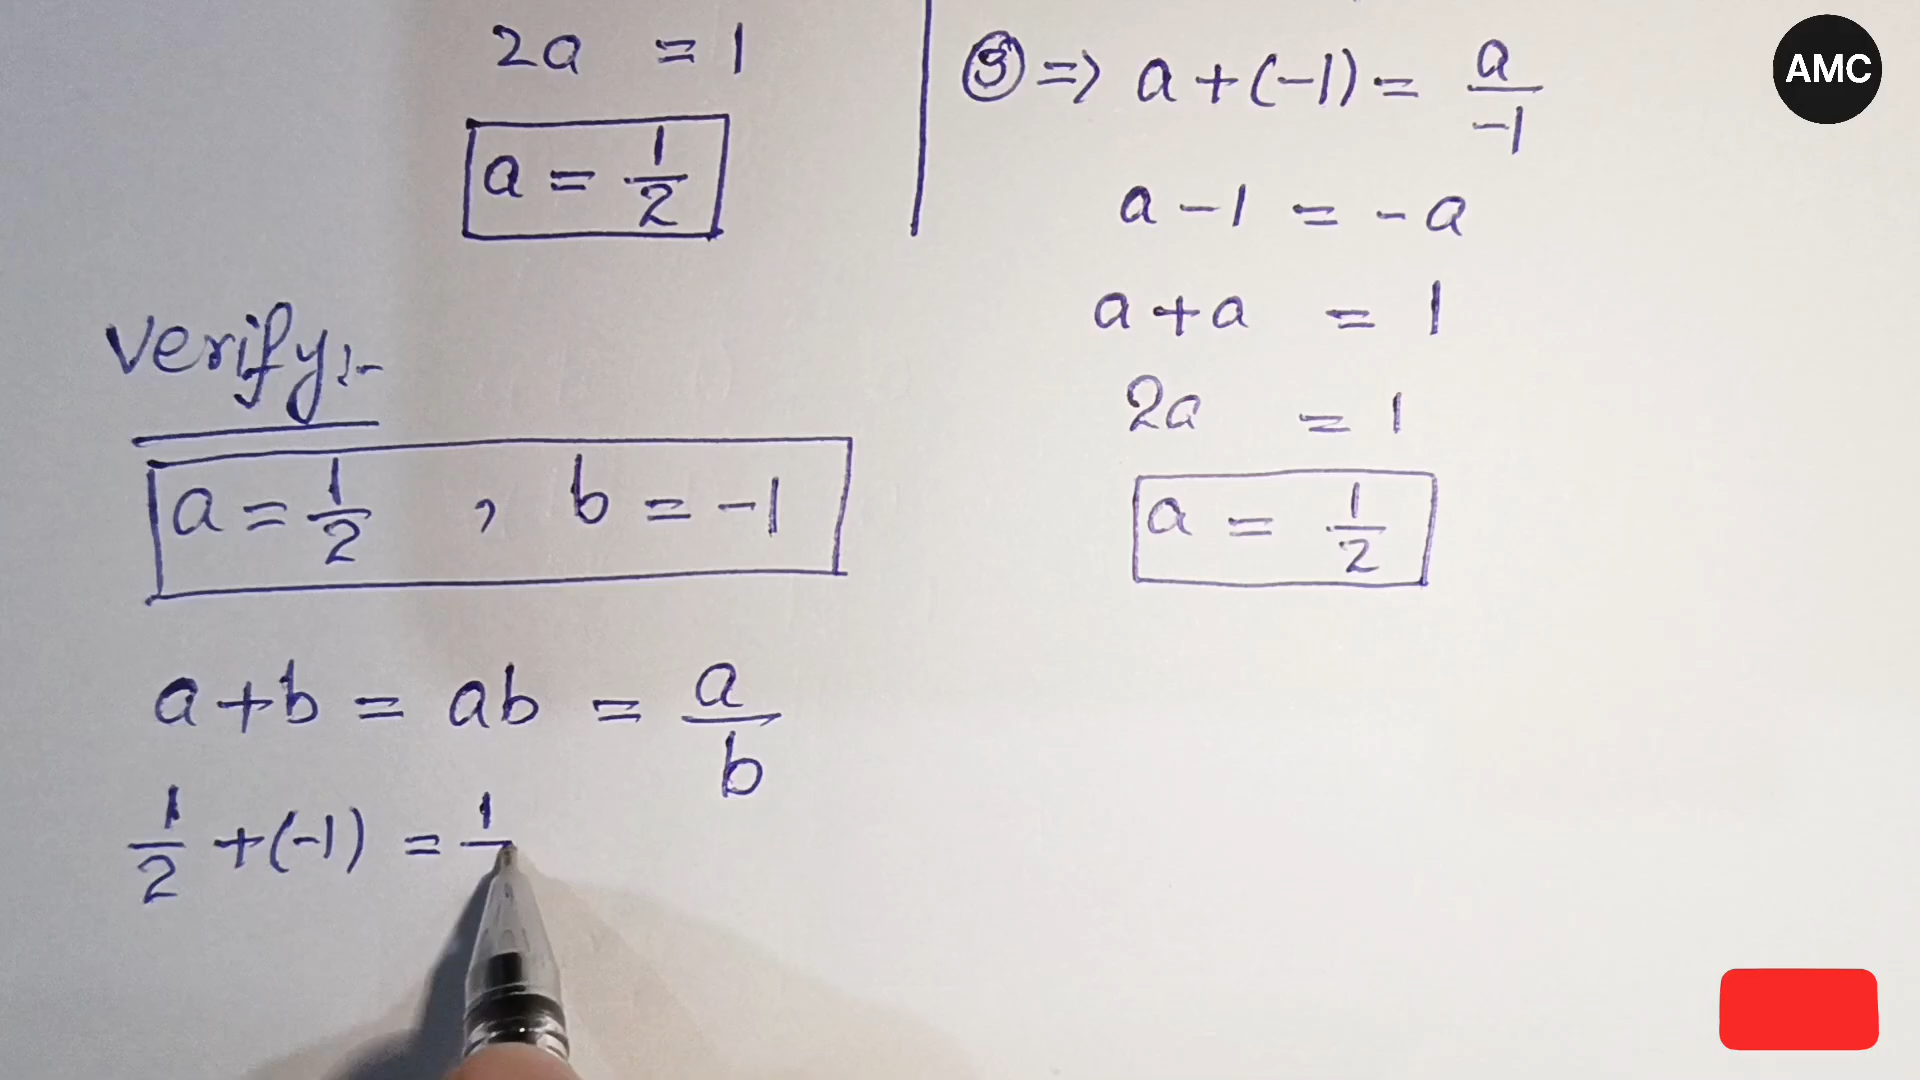 2a = 1
a = 1/2
③ => a + (-1) = a/-1
a - 1 = - a
a + a = 1
2a = 1
a = 1/2
AMC
Verify:-
a = 1/2 , b = -1
a + b = ab = a/b
1/2 + (-1) = 1/